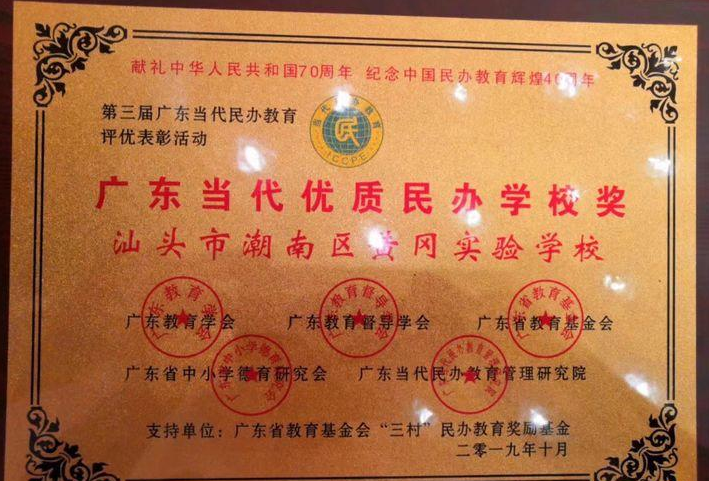 献礼中华人民共和国70周年 纪念中国民办教育辉煌40周年
第三届广东当代民办教育
评优表彰活动
ICCPE
广东当代优质民办学校奖
汕头市潮南区黄冈实验学校
广东教育学会 广东教育督导学会 广东省教育基金会
广东省中小学德育研究会 广东当代民办教育管理研究院
支持单位：广东省教育基金会“三村”民办教育奖励基金
二零一九年十月